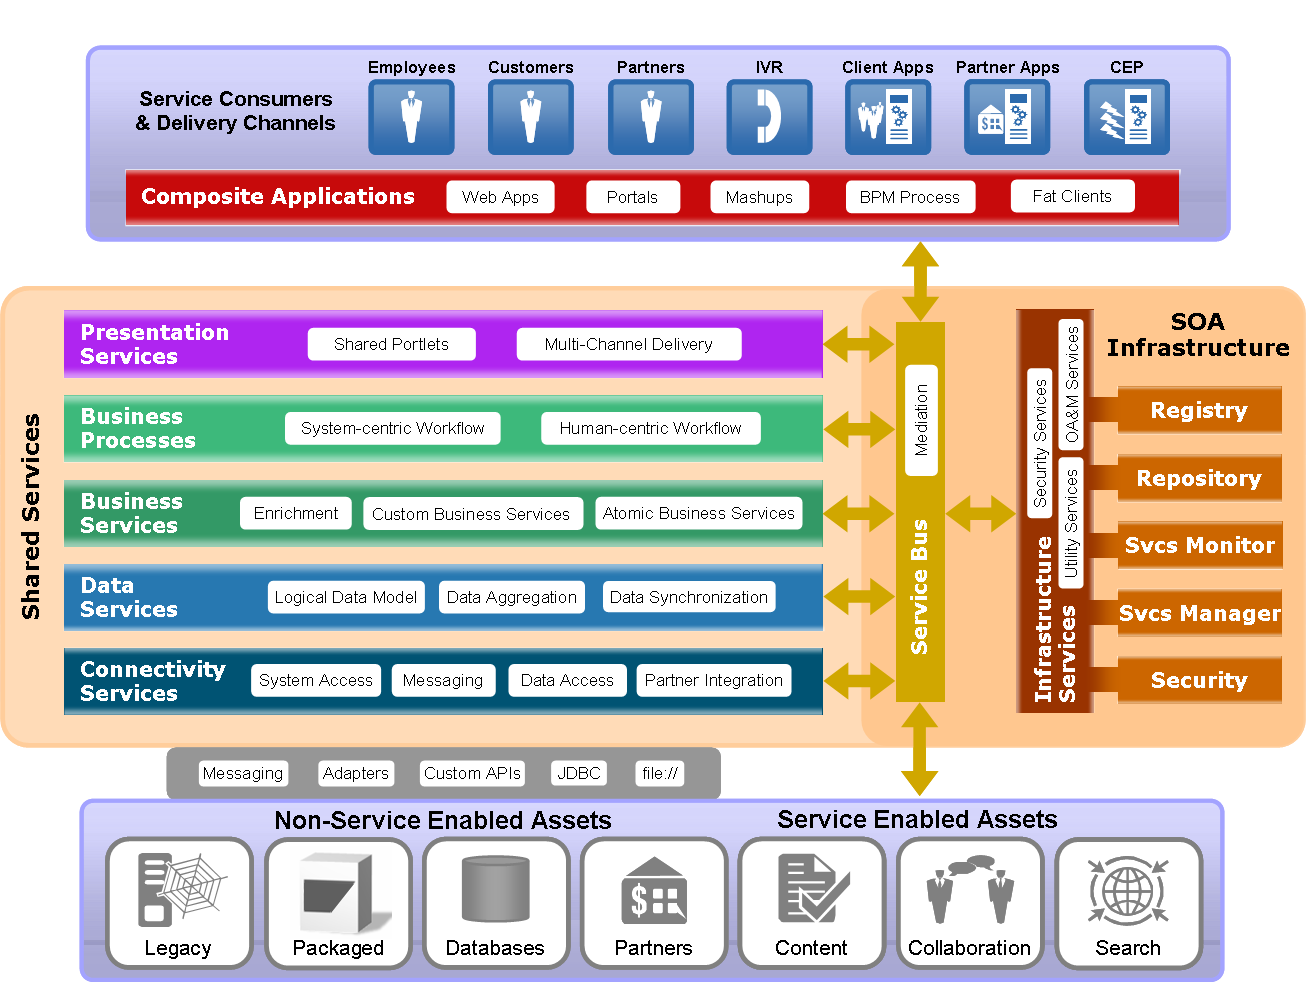 Employees
Customers
Partners
IVR
Client Apps
Partner Apps
CEP
Service Consumers
& Delivery Channels
Composite Applications
Web Apps
Portals
Mashups
BPM Process
Fat Clients
Shared Services
Presentation
Services
Shared Portlets
Multi-Channel Delivery
Business
Processes
System-centric Workflow
Human-centric Workflow
Business
Services
Enrichment
Custom Business Services
Atomic Business Services
Data
Services
Logical Data Model
Data Aggregation
Data Synchronization
Connectivity
Services
System Access
Messaging
Data Access
Partner Integration
Mediation
Service Bus
Infrastructure
Services
Security Services
OA&M Services
Utility Services
SOA
Infrastructure
Registry
Repository
Svcs Monitor
Svcs Manager
Security
Messaging
Adapters
Custom APIs
JDBC
file://
Non-Service Enabled Assets
Service Enabled Assets
$
$
Legacy
Packaged
Databases
Partners
Content
Collaboration
Search